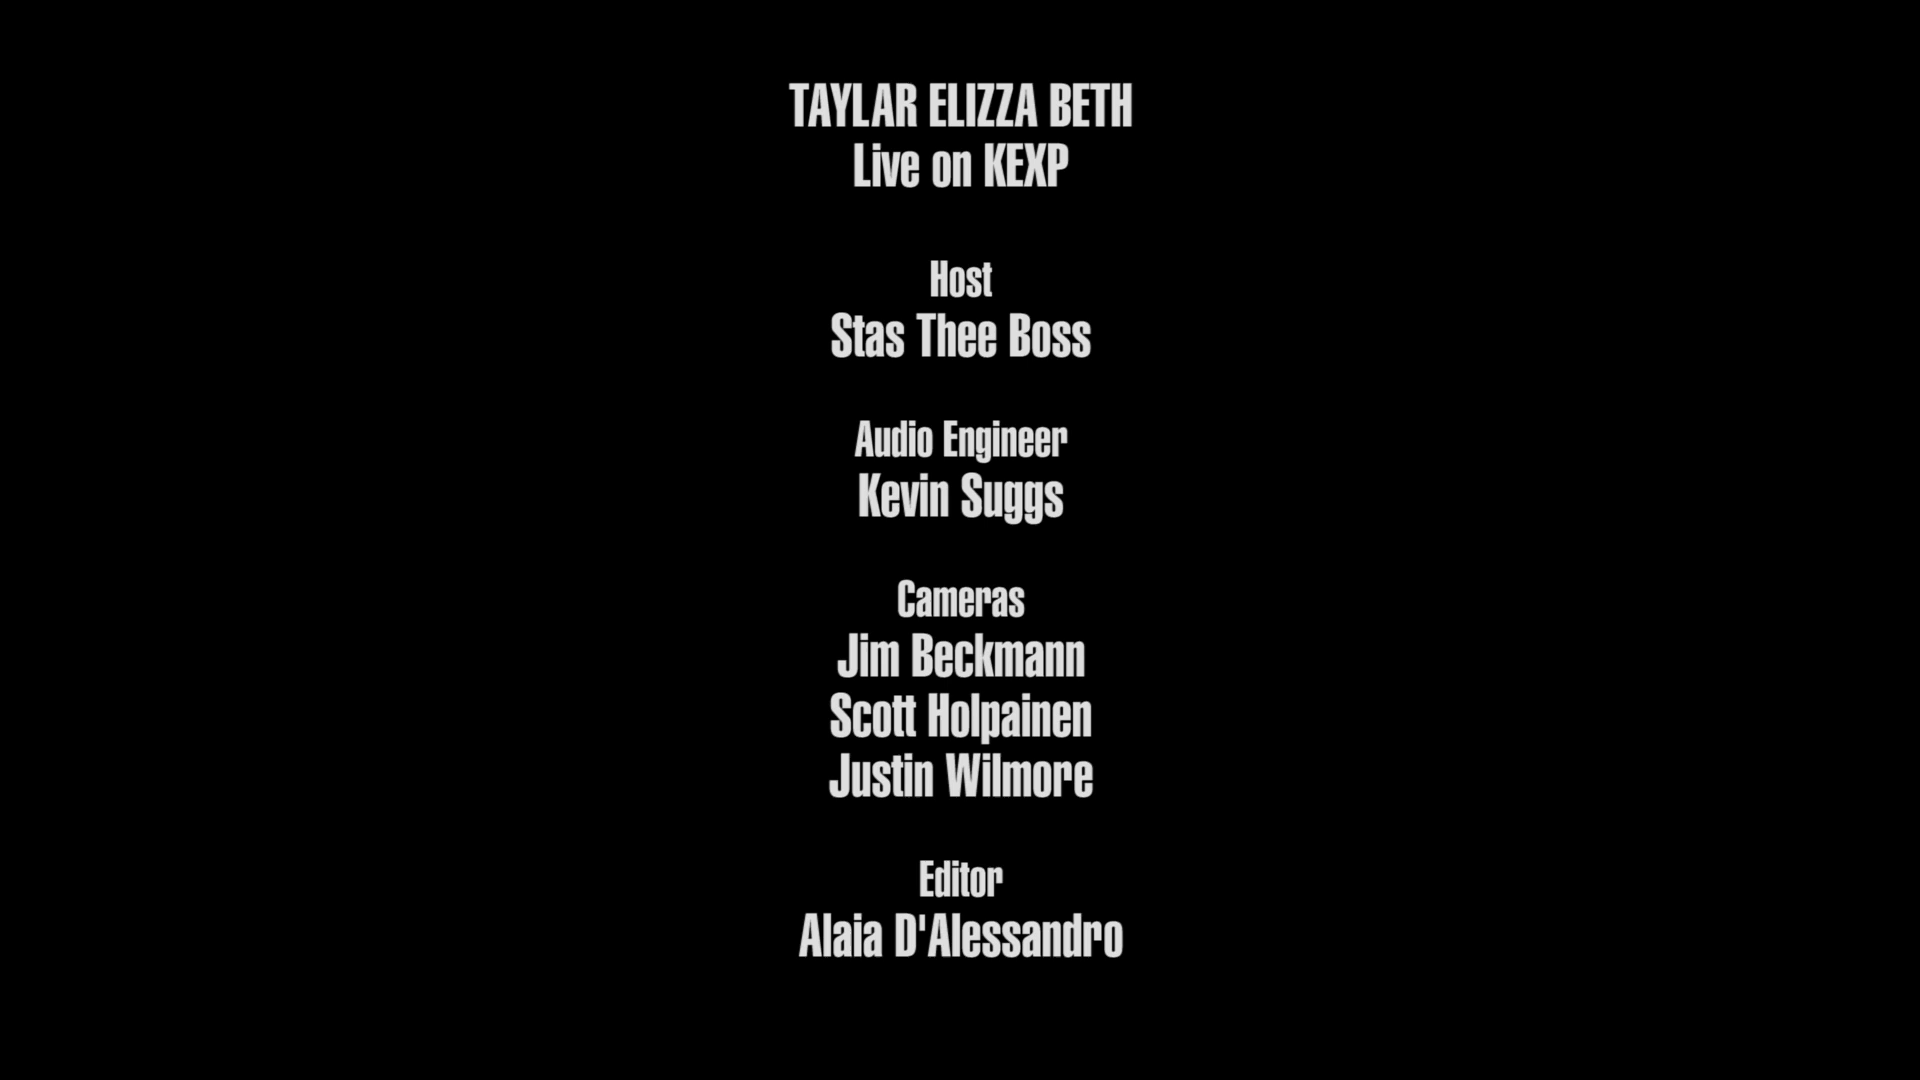 TAYLAR ELIZZA BETH
Live on KEXP
Host
Stas Thee Boss
Audio Engineer
Kevin Suggs
Cameras
Jim Beckmann
Scott Holpainen
Justin Wilmore
Editor
Alaia D'Alessandro